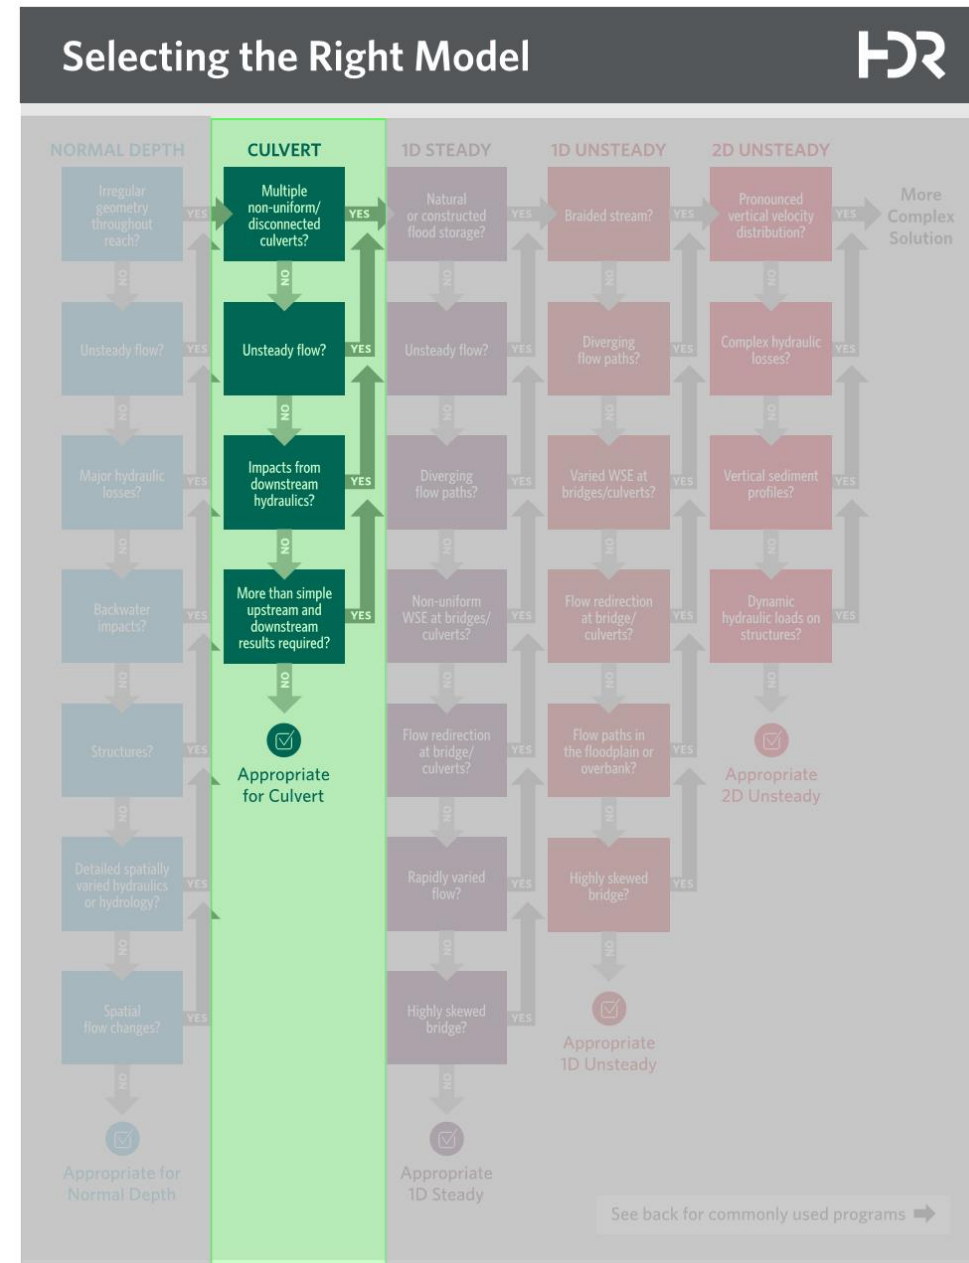 Selecting the Right Model
HDR
NORMAL DEPTH
Irregular
geometry
throughout
reach?
YES
NO
Unsteady flow?
YES
NO
Major hydraulic
losses?
YES
NO
Backwater
impacts?
YES
NO
Structures?
YES
NO
Detailed spatially
varied hydraulics
or hydrology?
YES
NO
Spatial
flow changes?
YES
NO
Appropriate for
Normal Depth
CULVERT
Multiple
non-uniform/
disconnected
culverts?
YES
NO
Unsteady flow?
YES
NO
Impacts from
downstream
hydraulics?
YES
NO
More than simple
upstream and
downstream
results required?
YES
NO
Appropriate
for Culvert
1D STEADY
Natural
or constructed
flood storage?
YES
NO
Unsteady flow?
YES
NO
Diverging
flow paths?
YES
NO
Non-uniform
WSE at bridges/
culverts?
YES
NO
Flow redirection
at bridge/
culverts?
YES
NO
Rapidly varied
flow?
YES
NO
Highly skewed
bridge?
YES
NO
Appropriate
1D Steady
1D UNSTEADY
Braided stream?
YES
NO
Diverging
flow paths?
YES
NO
Varied WSE at
bridges/culverts?
YES
NO
Flow redirection
at bridge/
culverts?
YES
NO
Flow paths in
the floodplain or
overbank?
YES
NO
Highly skewed
bridge?
YES
NO
Appropriate
1D Unsteady
2D UNSTEADY
Pronounced
vertical velocity
distribution?
YES
NO
Complex hydraulic
losses?
YES
NO
Vertical sediment
profiles?
YES
NO
Dynamic
hydraulic loads on
structures?
YES
NO
Appropriate
2D Unsteady
More
Complex
Solution
See back for commonly used programs